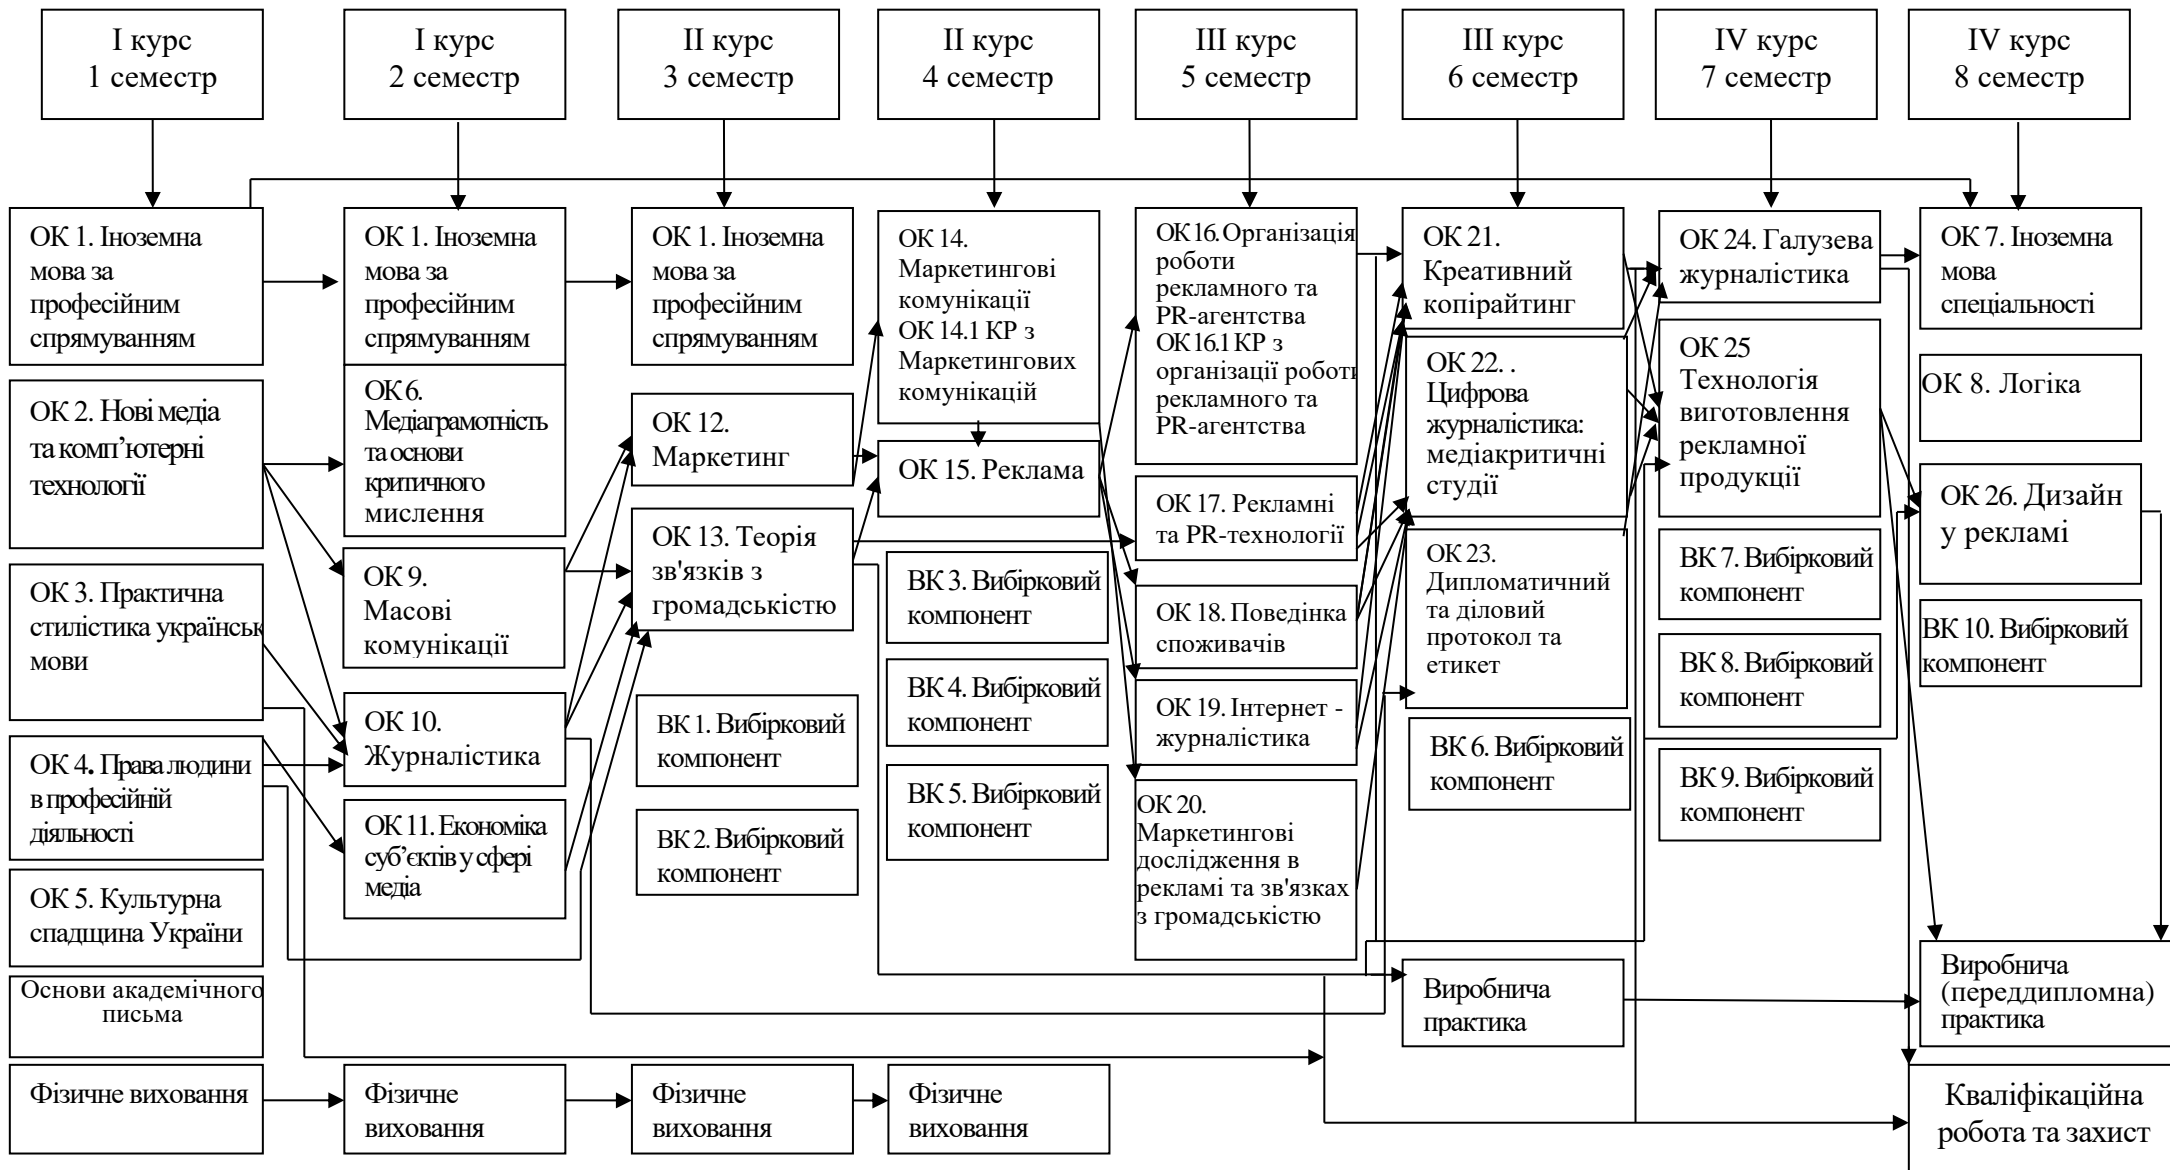 І курс
1 семестр
І курс
2 семестр
ІІ курс
3 семестр
ІІ курс
4 семестр
ІІІ курс
5 семестр
ІІІ курс
6 семестр
IV курс
7 семестр
IV курс
8 семестр
ОК 1. Іноземна
мова за
професійним
спрямуванням
ОК 2. Нові медіа
та комп’ютерні
технології
ОК 3. Практична
стилістика українськ
мови
ОК 4. Права людини
в професійній
діяльності
ОК 5. Культурна
спадщина України
Основи академічного
письма
Фізичне виховання
ОК 1. Іноземна
мова за
професійним
спрямуванням
ОК 6.
Медіаграмотність
та основи
критичного
мислення
ОК 9.
Масові
комунікації
ОК 10.
Журналістика
ОК 11. Економіка
суб’єктів у сфері
медіа
Фізичне
виховання
ОК 1. Іноземна
мова за
професійним
спрямуванням
ОК 12.
Маркетинг
ОК 13. Теорія
зв'язків з
громадськістю
ВК 1. Вибірковий
компонент
ВК 2. Вибірковий
компонент
Фізичне
виховання
ОК 14.
Маркетингові
комунікації
ОК 14.1 КР з
Маркетингових
комунікацій
ОК 15. Реклама
ВК 3. Вибірковий
компонент
ВК 4. Вибірковий
компонент
ВК 5. Вибірковий
компонент
Фізичне
виховання
ОК 16. Організація
роботи
рекламного та
PR-агентства
ОК 16.1 КР з
організації роботи
рекламного та
PR-агентства
ОК 17. Рекламні
та PR-технології
ОК 18. Поведінка
споживачів
ОК 19. Інтернет -
журналістика
ОК 20.
Маркетингові
дослідження в
рекламі та зв'язках
з громадськістю
ОК 21.
Креативний
копірайтинг
ОК 22. .
Цифрова
журналістика:
медіакритичні
студії
ОК 23.
Дипломатичний
та діловий
протокол та
етикет
ВК 6. Вибірковий
компонент
Виробнича
практика
ОК 24. Галузева
журналістика
ОК 25
Технологія
виготовлення
рекламної
продукції
ВК 7. Вибірковий
компонент
ВК 8. Вибірковий
компонент
ВК 9. Вибірковий
компонент
ОК 7. Іноземна
мова
спеціальності
ОК 8. Логіка
ОК 26. Дизайн
у рекламі
ВК 10. Вибірковий
компонент
Виробнича
(переддипломна)
практика
Кваліфікаційна
робота та захист